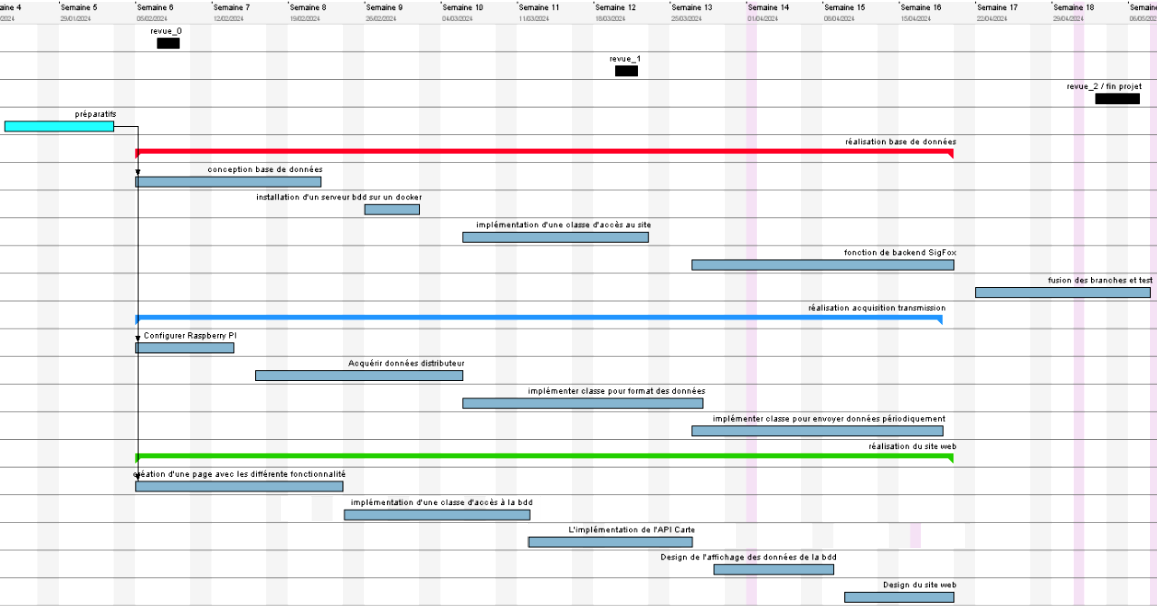 aine 4 Semaine 5 Semaine 6 Semaine 7 Semaine 8 Semaine 9 Semaine 10 Semaine 11 Semaine 12 Semaine 13 Semaine 14 Semaine 15 Semaine 16 Semaine 17 Semaine 18 Semain
/2024 29/01/2024 05/02/2024 12/02/2024 19/02/2024 26/02/2024 04/03/2024 11/03/2024 18/03/2024 25/03/2024 01/04/2024 08/04/2024 15/04/2024 22/04/2024 29/04/2024 06/05/202
revue_0
revue_1
revue_2 / fin projet
préparatifs
réalisation base de données
conception base de données
installation d'un serveur bdd sur un docker
implémentation d'une classe d'accès au site
fonction de backend SigFox
fusion des branches et test
réalisation acquisition transmission
Configurer Raspberry PI
Acquérir données distributeur
implémenter classe pour format des données
implémenter classe pour envoyer données périodiquement
réalisation du site web
création d'une page avec les différente fonctionnalité
implémentation d'une classe d'accès à la bdd
L'implémentation de l'API Carte
Design de l'affichage des données de la bdd
Design du site web